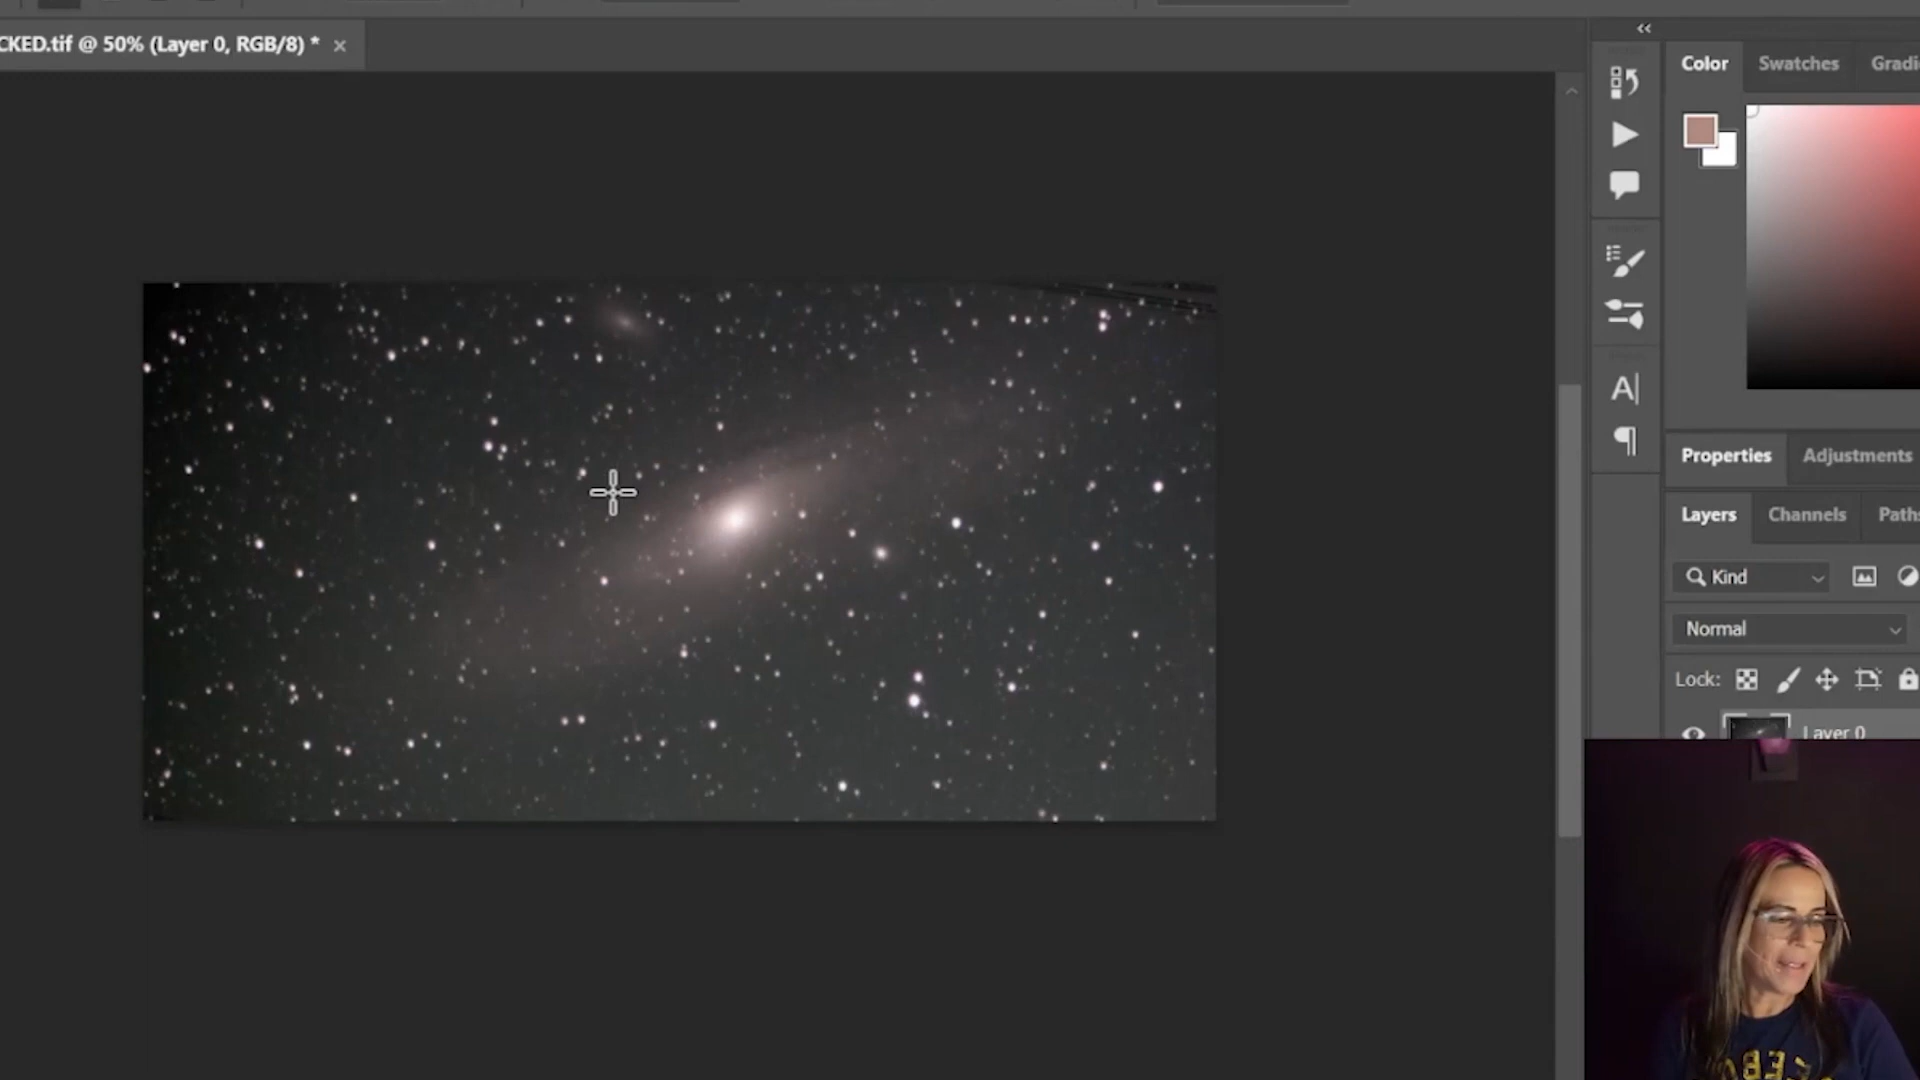 CKED.tif @ 50% (Layer 0, RGB/8) *
Color Swatches Gradi
Properties Adjustments
Layers Channels Paths
Kind
Normal
Lock:
Layer 0